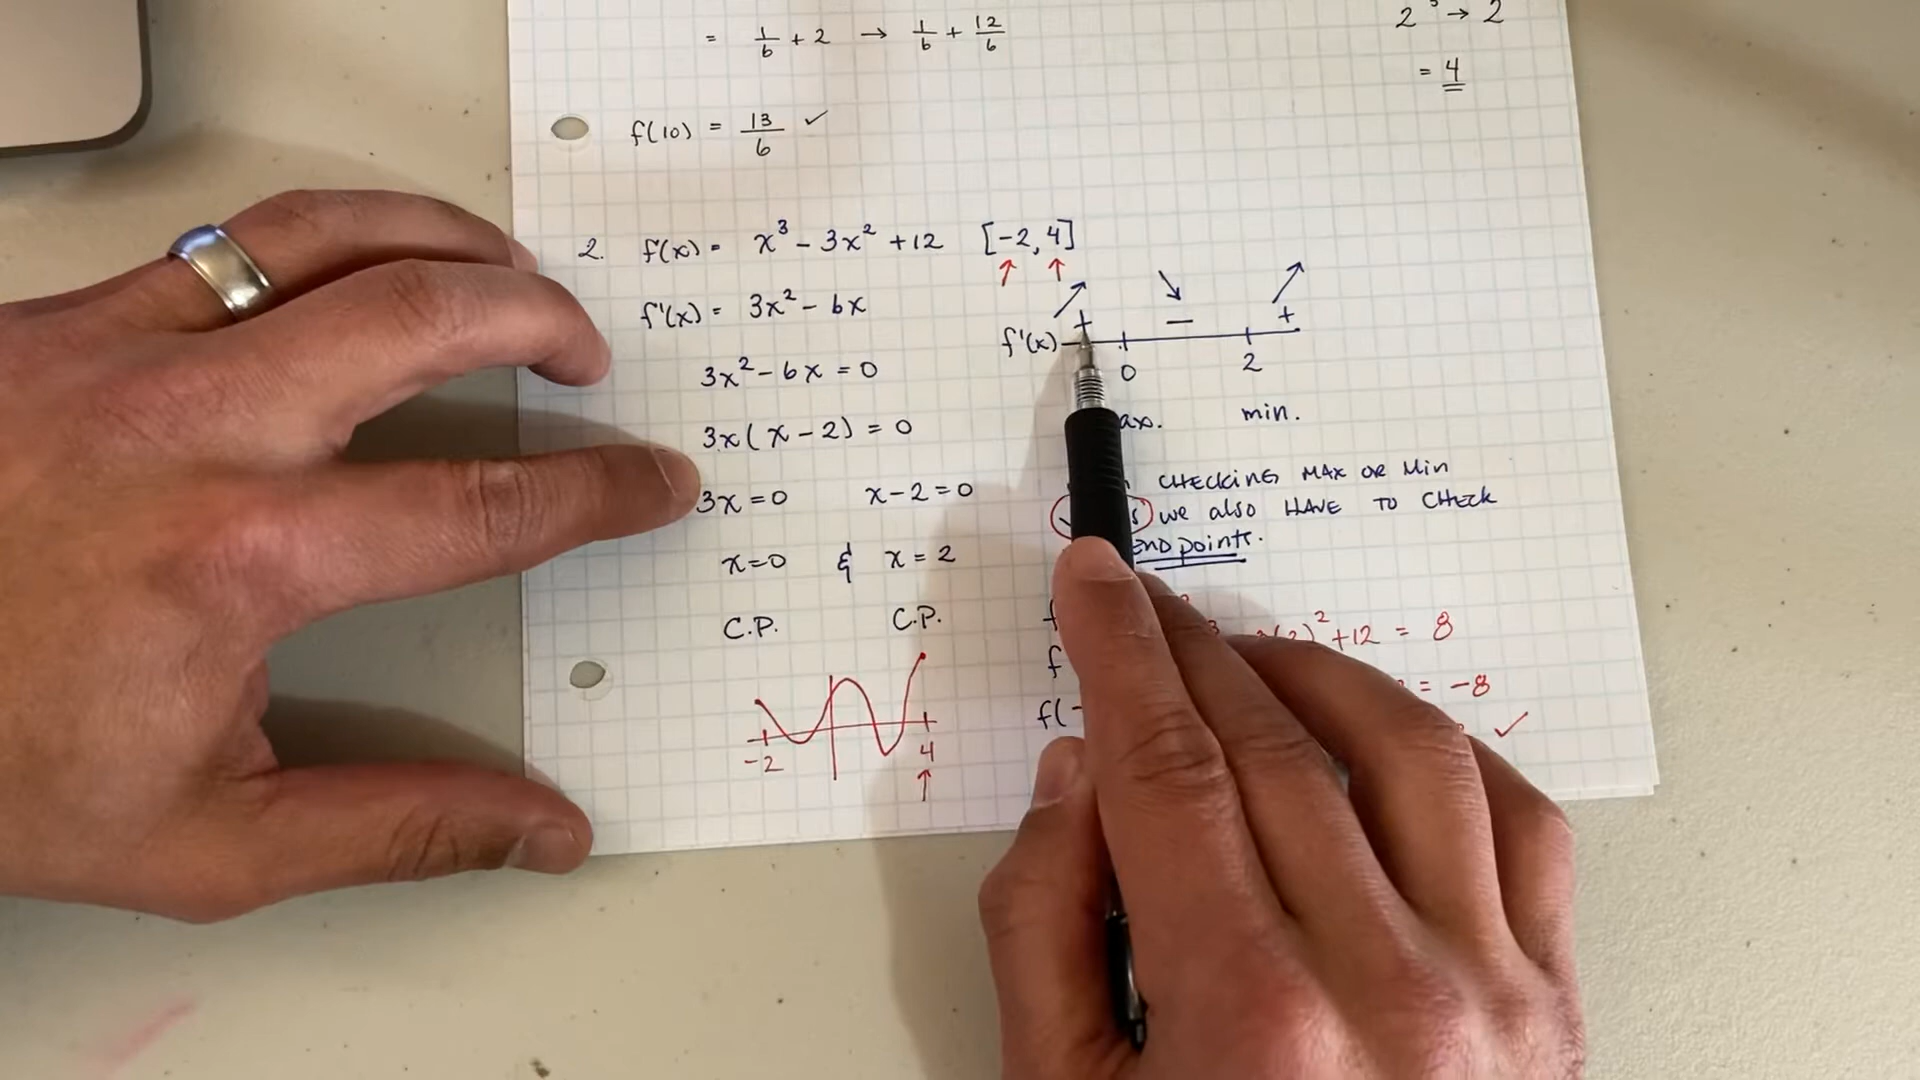 = 1/6 + 2 → 1/6 + 12/6
2 → 2
= 4
f(10) = 13/6 ✓
2. f(x) = x³ - 3x² + 12 [-2, 4]
f'(x) = 3x² - 6x
3x² - 6x = 0
3x(x - 2) = 0
3x = 0 x - 2 = 0
x = 0 & x = 2
C.P. C.P.
-2 4
+ - +
f'(x)
0 2
min.
CHECKING MAX OR Min
we also HAVE TO CHECK
endpoints.
² + 12 = 8
= -8
f(- ✓